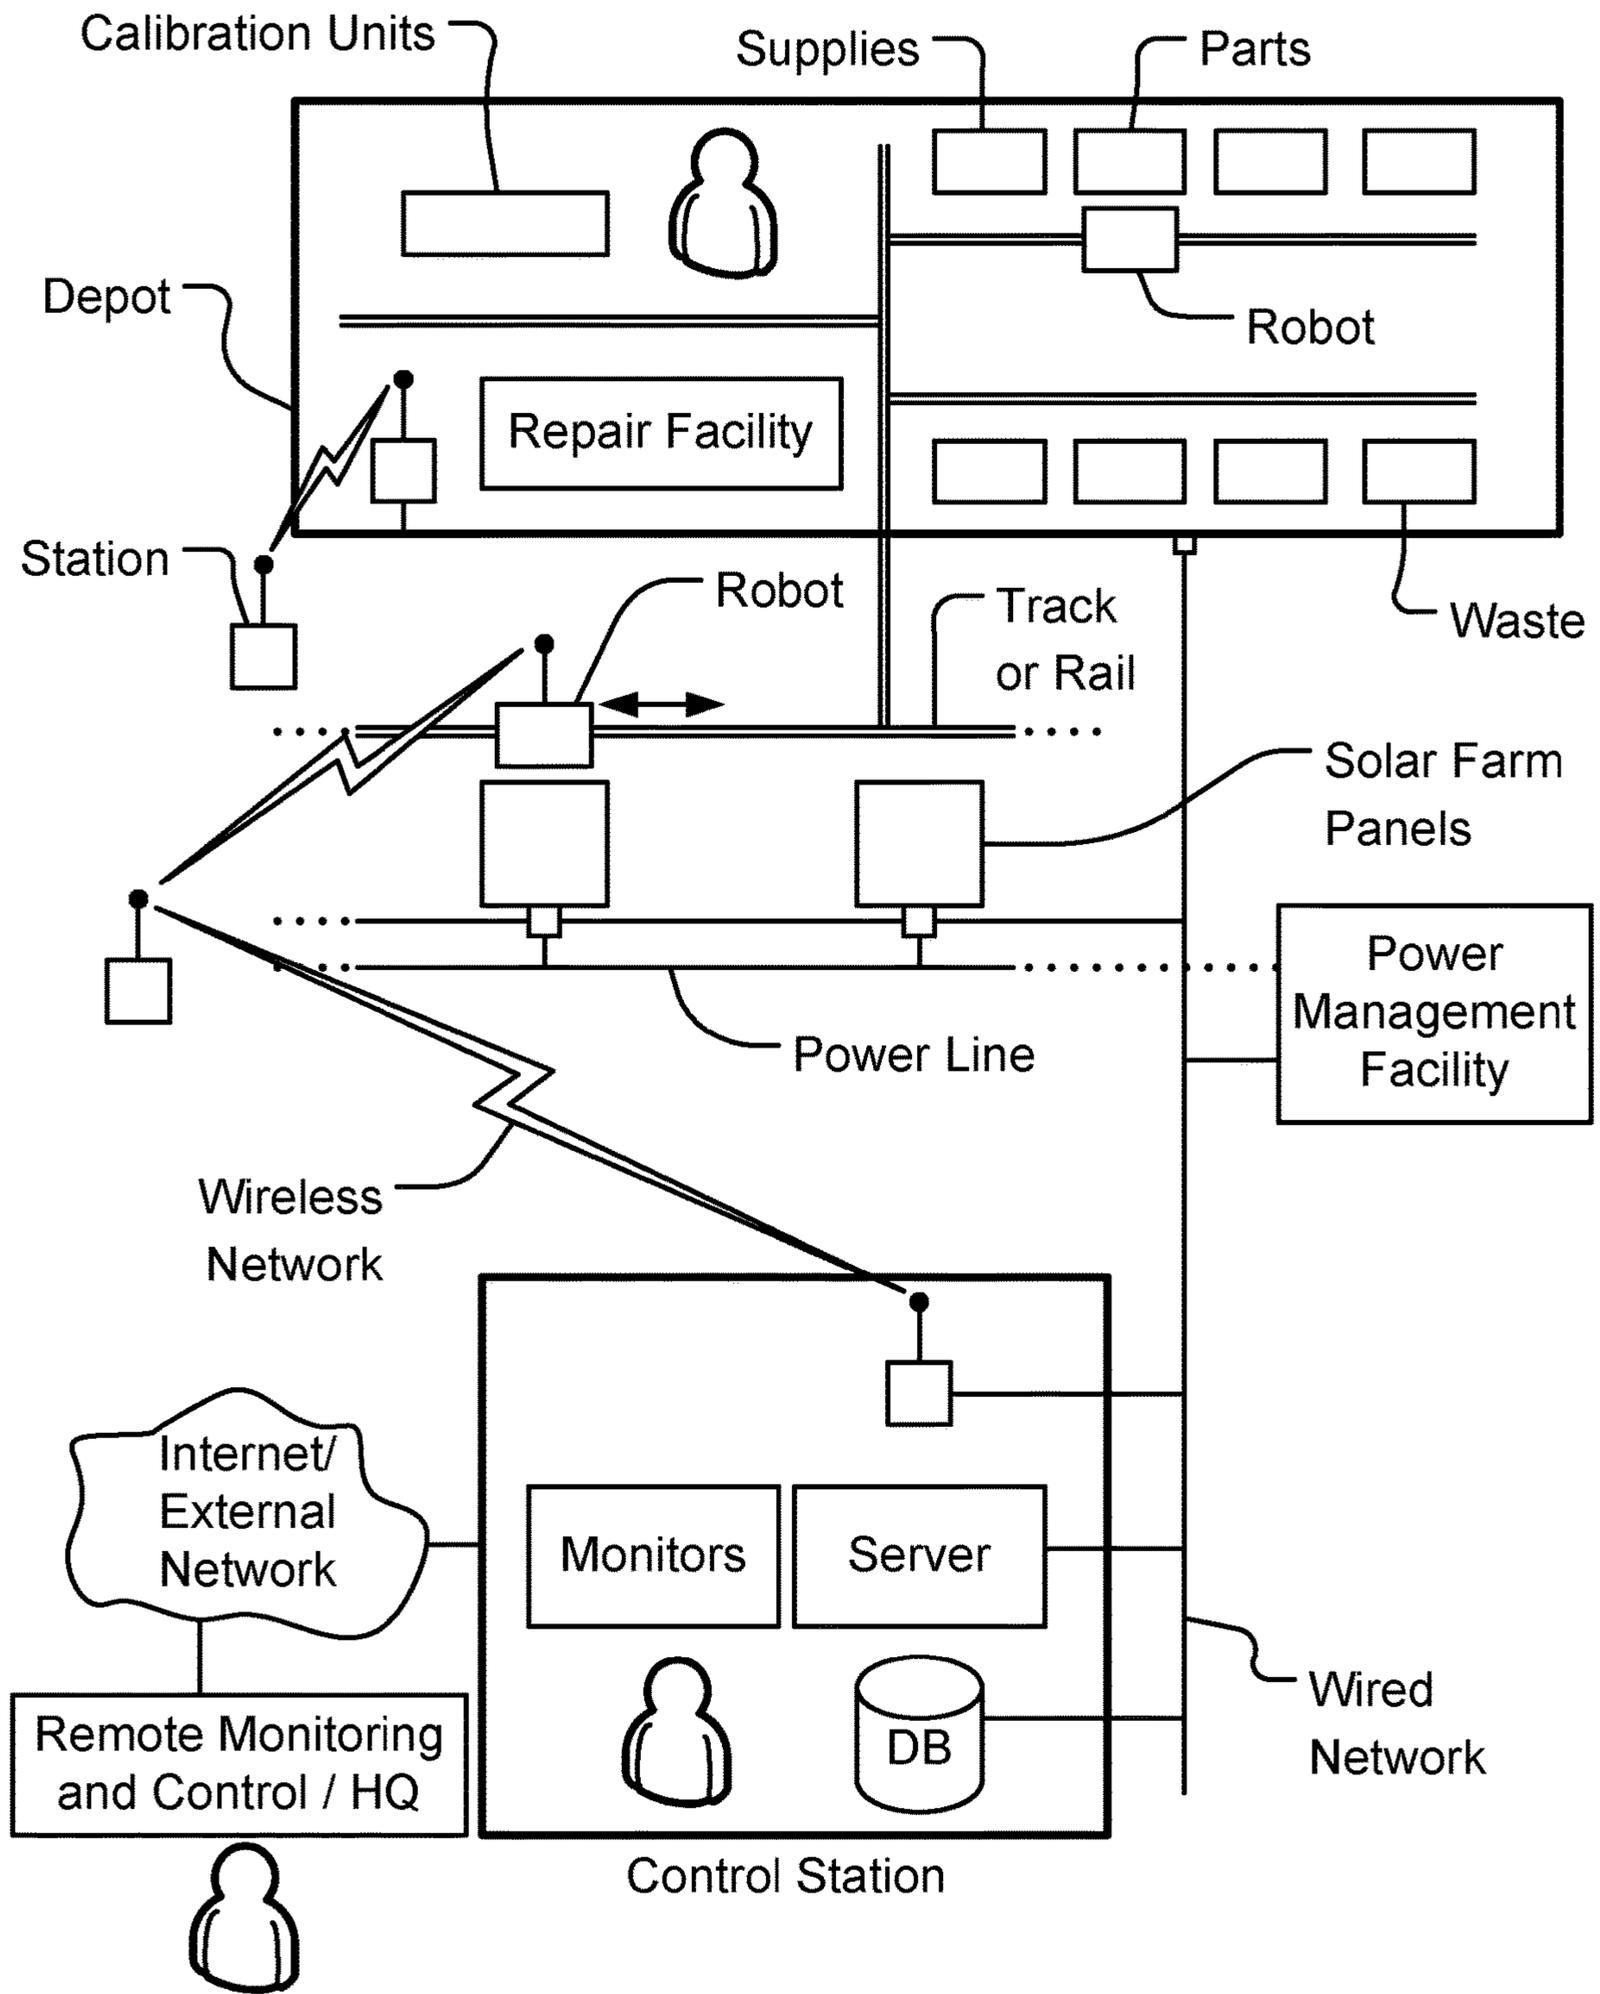 Calibration Units
Supplies
Parts
Depot
Robot
Repair Facility
Station
Robot
Track
or Rail
Waste
Solar Farm
Panels
Power
Management
Facility
Power Line
Wireless
Network
Internet/
External
Network
Monitors
Server
Wired
Network
Remote Monitoring
and Control / HQ
DB
Control Station